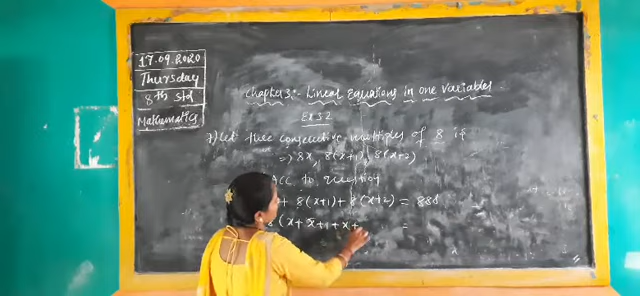 17.09.2020
Thursday
8th std
Mathematics
Chapter 3:- Linear Equations in one variables
EX 3.2
7) Let three consecutive multiples of 8 is
=> 8x, 8(x+1), 8(x+2)
Acc to question
+ 8(x+1) + 8(x+2) = 888
(x + x+1 + x+ =